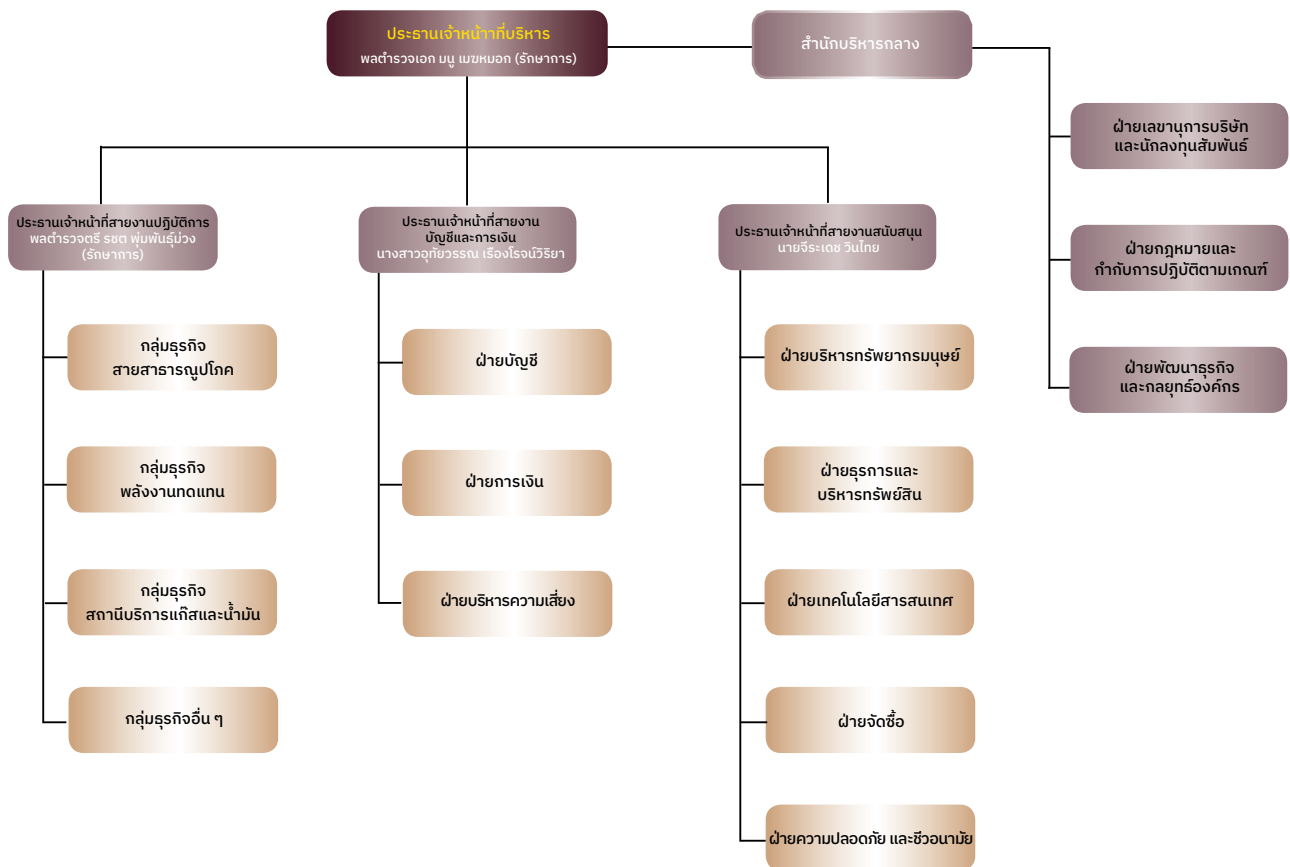 ประธานเจ้าหน้าาที่บริหาร
พลตำรวจเอก มนู เมฆหมอก (รักษาการ)
สำนักบริหารกลาง
ฝ่ายเลขานุการบริษัท
และนักลงทุนสัมพันธ์
ฝ่ายกฎหมายและ
กำกับการปฏิบัติตามเกณฑ์
ฝ่ายพัฒนาธุรกิจ
และกลยุทธ์องค์กร
ประธานเจ้าหน้าที่สายงานปฏิบัติการ
พลตำรวจตรี รชต พุ่มพันธุ์ม่วง
(รักษาการ)
กลุ่มธุรกิจ
สายสาธารณูปโภค
กลุ่มธุรกิจ
พลังงานทดแทน
กลุ่มธุรกิจ
สถานีบริการแก๊สและน้ำมัน
กลุ่มธุรกิจอื่น ๆ
ประธานเจ้าหน้าที่สายงาน
บัญชีและการเงิน
นางสาวอุทัยวรรณ เรืองโรจน์วิริยา
ฝ่ายบัญชี
ฝ่ายการเงิน
ฝ่ายบริหารความเสี่ยง
ประธานเจ้าหน้าที่สายงานสนับสนุน
นายจีระเดช วินไทย
ฝ่ายบริหารทรัพยากรมนุษย์
ฝ่ายธุรการและ
บริหารทรัพย์สิน
ฝ่ายเทคโนโลยีสารสนเทศ
ฝ่ายจัดซื้อ
ฝ่ายความปลอดภัย และชีวอนามัย